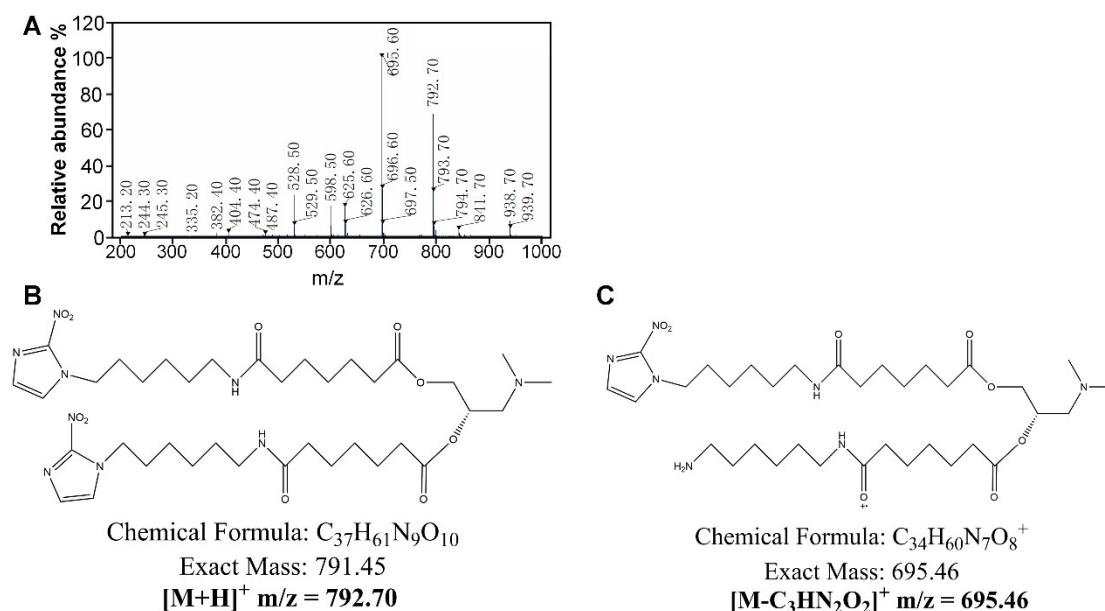 A
Relative abundance %
120
100
80
60
40
20
0
213.20
244.30
245.30
335.20
382.40
404.40
474.40
487.40
528.50
529.50
598.50
625.60
626.60
695.60
696.60
697.50
792.70
793.70
794.70
841.70
938.70
939.70
200 300 400 500 600 700 800 900 1000
m/z
B
NO₂
N
N
N
H
O
O
O
N
NO₂
N
N
H
N
O
O
O
Chemical Formula: C₃₇H₆₁N₉O₁₀
Exact Mass: 791.45
[M+H]⁺ m/z = 792.70
C
NO₂
N
N
N
H
O
O
O
N
H₂N
H
N
O
+•
O
O
Chemical Formula: C₃₄H₆₀N₇O₈⁺
Exact Mass: 695.46
[M-C₃HN₂O₂]⁺ m/z = 695.46